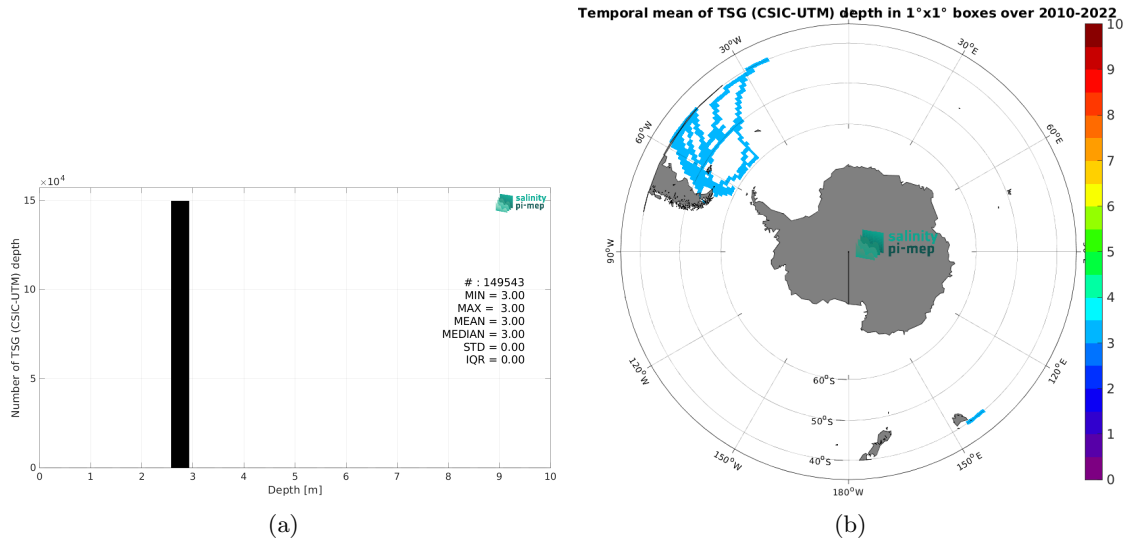 ×10⁴
15
10
5
0
Number of TSG (CSIC-UTM) depth
salinity
pi-mep
# : 149543
MIN = 3.00
MAX = 3.00
MEAN = 3.00
MEDIAN = 3.00
STD = 0.00
IQR = 0.00
0 1 2 3 4 5 6 7 8 9 10
Depth [m]
(a)
Temporal mean of TSG (CSIC-UTM) depth in 1°x1° boxes over 2010-2022
30°W
30°E
60°W
60°E
90°W
salinity
pi-mep
120°W
120°E
60°S
50°S
40°S
150°W
150°E
180°W
10
9
8
7
6
5
4
3
2
1
0
(b)